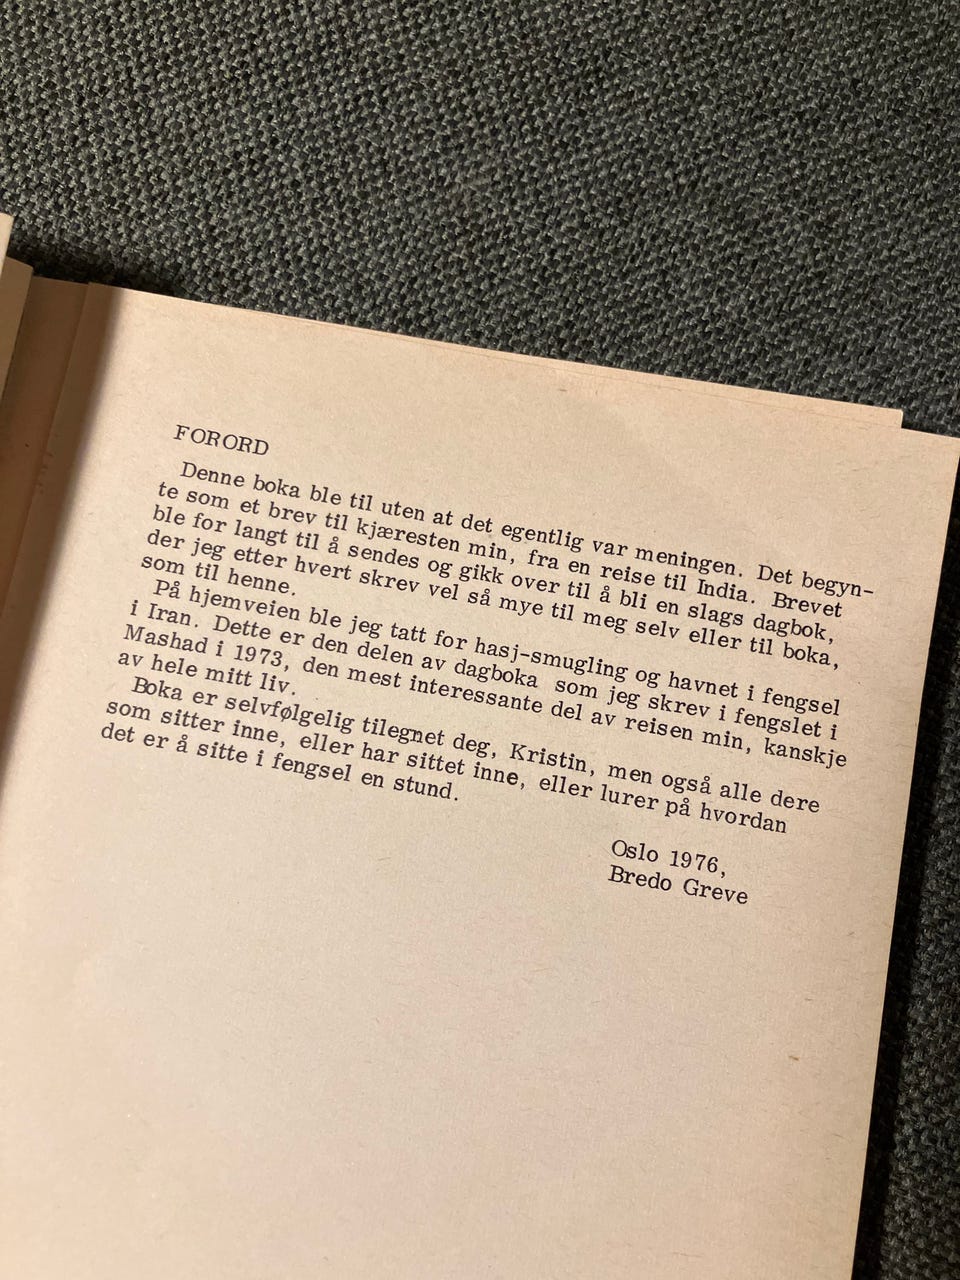 FORORD
Denne boka ble til uten at det egentlig var meningen. Det begyn-
te som et brev til kjæresten min, fra en reise til India. Brevet
ble for langt til å sendes og gikk over til å bli en slags dagbok,
der jeg etter hvert skrev vel så mye til meg selv eller til boka,
som til henne.
På hjemveien ble jeg tatt for hasj-smugling og havnet i fengsel
i Iran. Dette er den delen av dagboka som jeg skrev i fengslet i
Mashad i 1973, den mest interessante del av reisen min, kanskje
av hele mitt liv.
Boka er selvfølgelig tilegnet deg, Kristin, men også alle dere
som sitter inne, eller har sittet inne, eller lurer på hvordan
det er å sitte i fengsel en stund.
Oslo 1976,
Bredo Greve